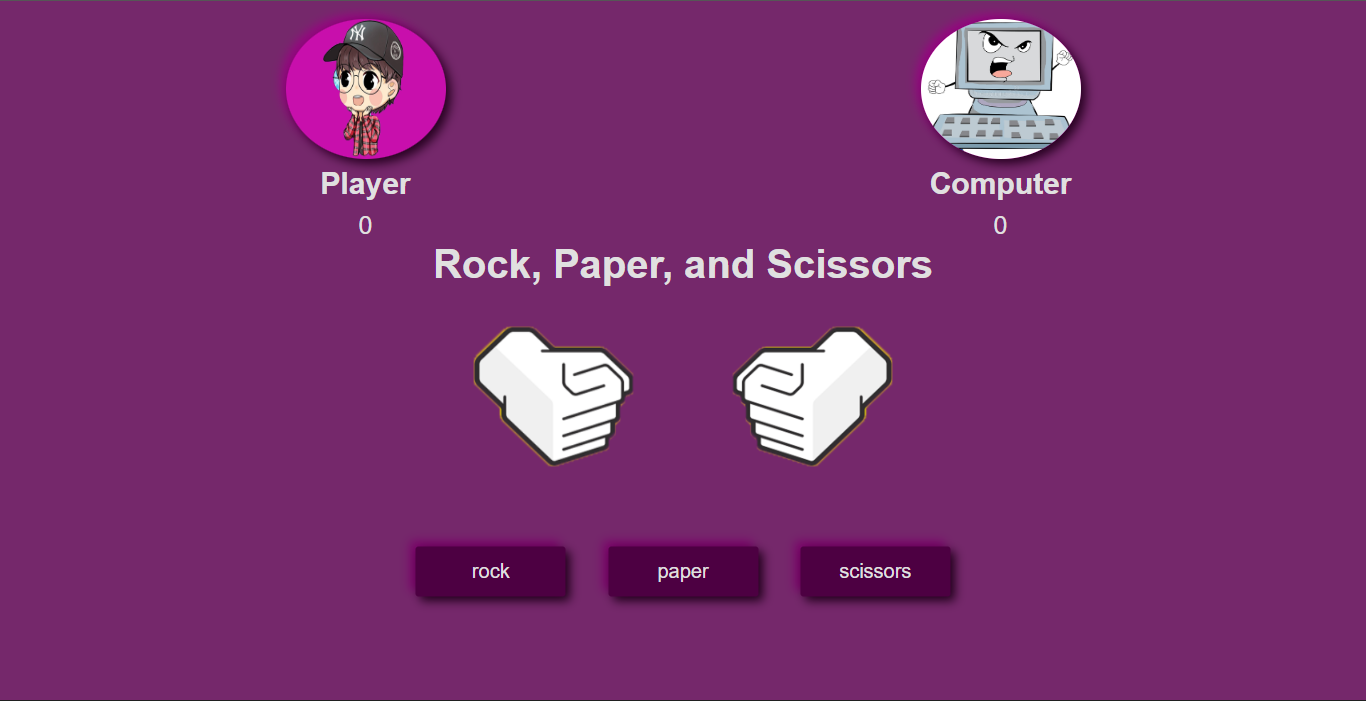 NY
Player
Computer
0
0
Rock, Paper, and Scissors
rock
paper
scissors